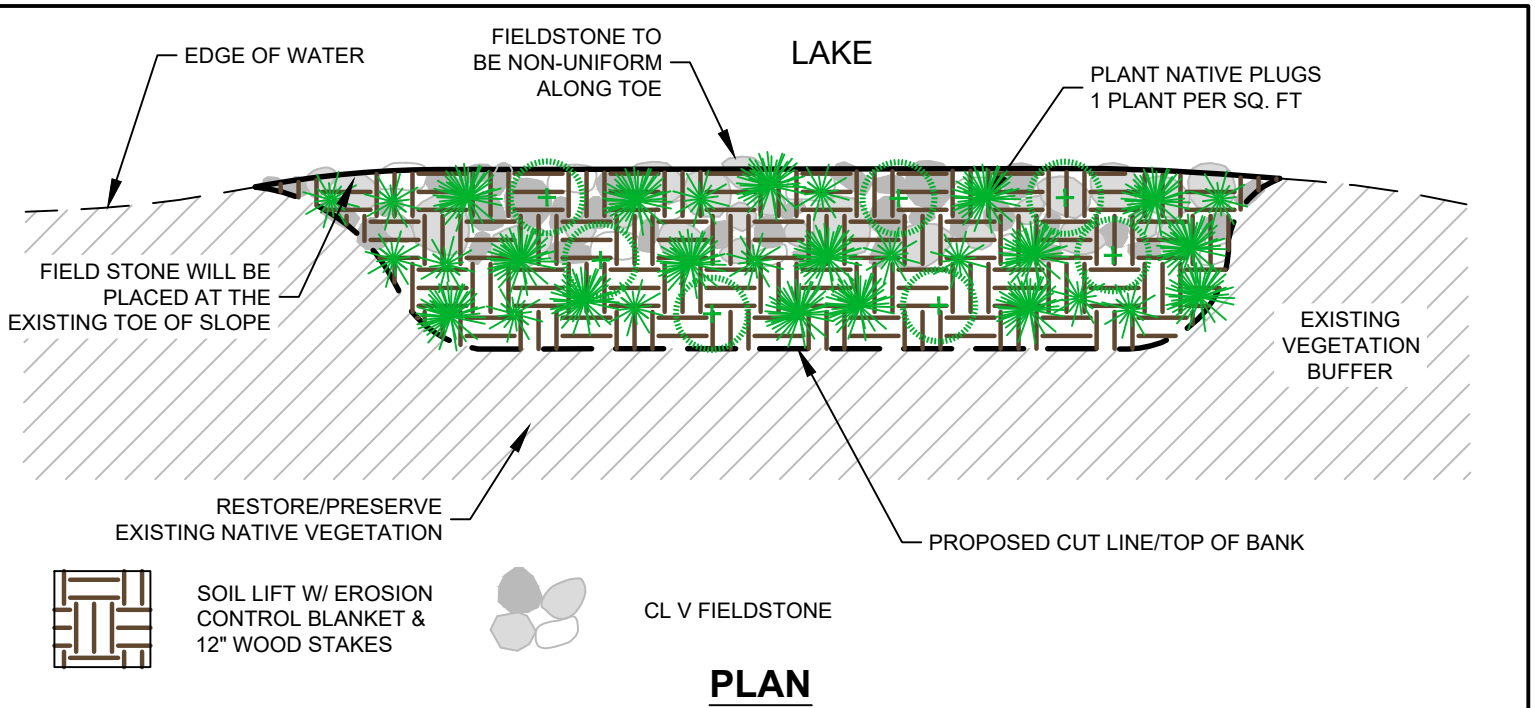 EDGE OF WATER
FIELDSTONE TO
BE NON-UNIFORM
ALONG TOE
LAKE
PLANT NATIVE PLUGS
1 PLANT PER SQ. FT
FIELD STONE WILL BE
PLACED AT THE
EXISTING TOE OF SLOPE
EXISTING
VEGETATION
BUFFER
RESTORE/PRESERVE
EXISTING NATIVE VEGETATION
PROPOSED CUT LINE/TOP OF BANK
SOIL LIFT W/ EROSION
CONTROL BLANKET &
12" WOOD STAKES
CL V FIELDSTONE
PLAN